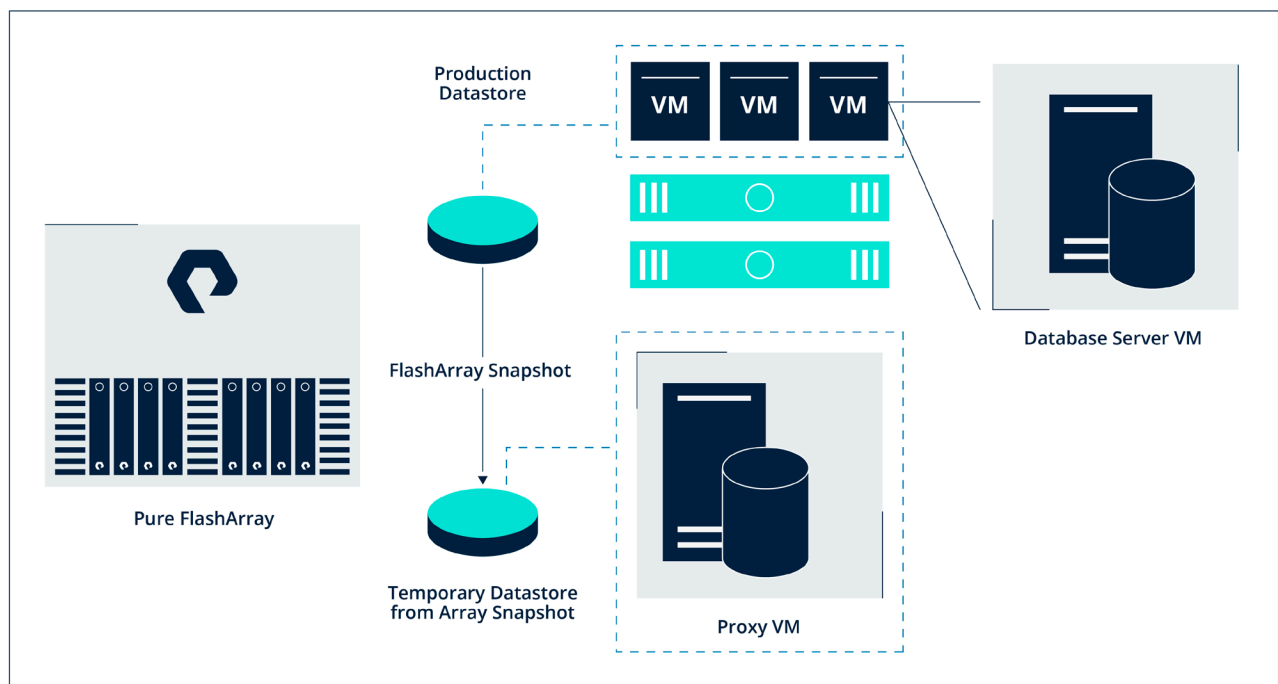 Production
Datastore
VM
VM
VM
Database Server VM
FlashArray Snapshot
Pure FlashArray
Temporary Datastore
from Array Snapshot
Proxy VM